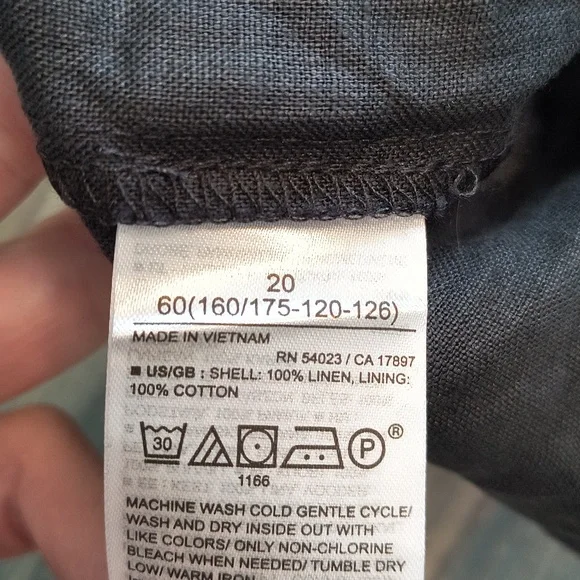 20
60(160/175-120-126)
MADE IN VIETNAM
RN 54023 / CA 17897
■ US/GB : SHELL: 100% LINEN, LINING:
100% COTTON
30 P ®
1166
MACHINE WASH COLD GENTLE CYCLE/
WASH AND DRY INSIDE OUT WITH
LIKE COLORS/ ONLY NON-CHLORINE
BLEACH WHEN NEEDED/ TUMBLE DRY
LOW/ WARM IRON